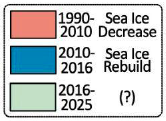 1990- Sea Ice
2010 Decrease
2010- Sea Ice
2016 Rebuild
2016- (?)
2025